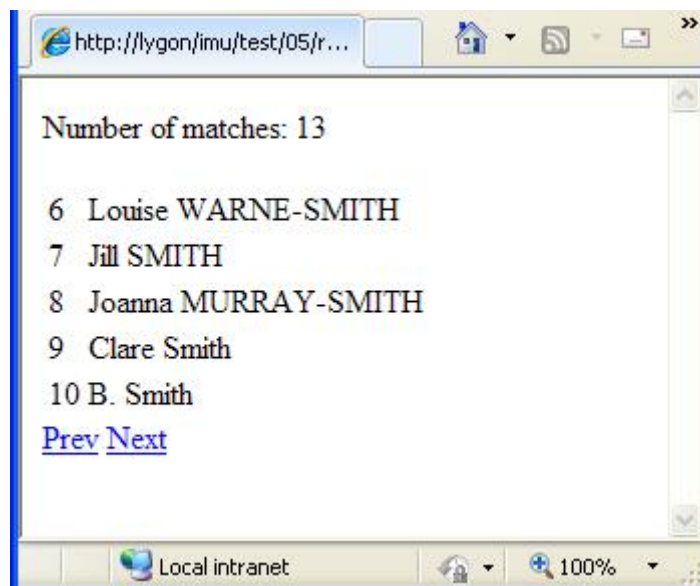 http://lygon/imu/test/05/r...
»
Number of matches: 13
6 Louise WARNE-SMITH
7 Jill SMITH
8 Joanna MURRAY-SMITH
9 Clare Smith
10 B. Smith
Prev Next
Local intranet
100%